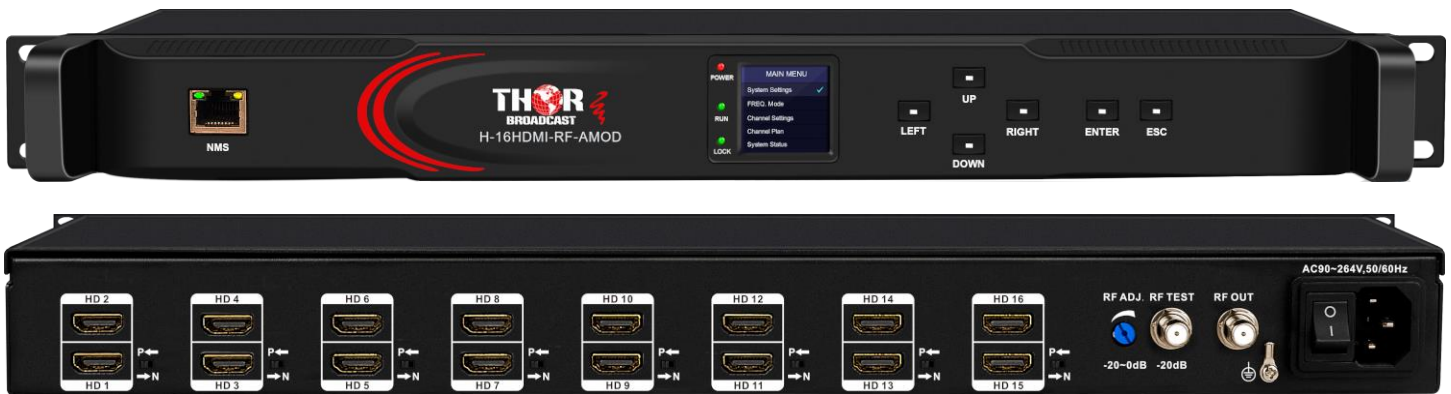 NMS
THOR
BROADCAST
H-16HDMI-RF-AMOD
POWER
RUN
LOCK
MAIN MENU
System Settings
FREQ. Mode
Channel Settings
Channel Plan
System Status
LEFT
UP
DOWN
RIGHT
ENTER
ESC
AC90~264V,50/60Hz
HD 2
HD 4
HD 6
HD 8
HD 10
HD 12
HD 14
HD 16
RF ADJ.
RF TEST
RF OUT
P
P
P
P
P
P
P
P
N
N
N
N
N
N
N
N
-20~0dB
-20dB
HD 1
HD 3
HD 5
HD 7
HD 9
HD 11
HD 13
HD 15
O
I